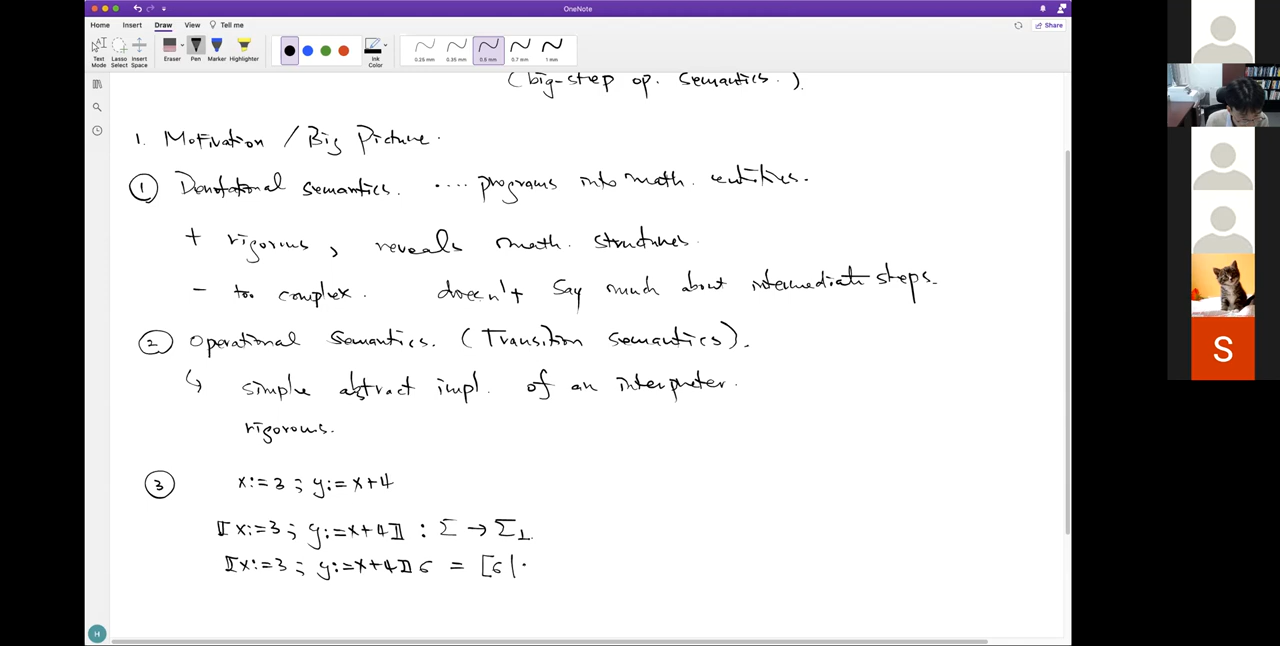 OneNote
Home Insert Draw View Tell me
Share
Text Mode Lasso Select Insert Space Eraser Pen Marker Highlighter Ink Color 0.25 mm 0.35 mm 0.5 mm 0.7 mm 1 mm
(big-step op. semantics.).
1. Motivation / Big Picture.
① Denotational semantics. .... programs into math. entities.
+ rigorous, reveals math. structures.
- too complex. doesn't say much about intermediate steps.
② Operational semantics. (Transition semantics).
↳ simple abstract impl. of an interpreter.
rigorous.
③ x:=3 ; y:=x+4
⟦x:=3 ; y:=x+4⟧ : Σ → Σ⊥.
⟦x:=3 ; y:=x+4⟧σ = [σ|·
H
S